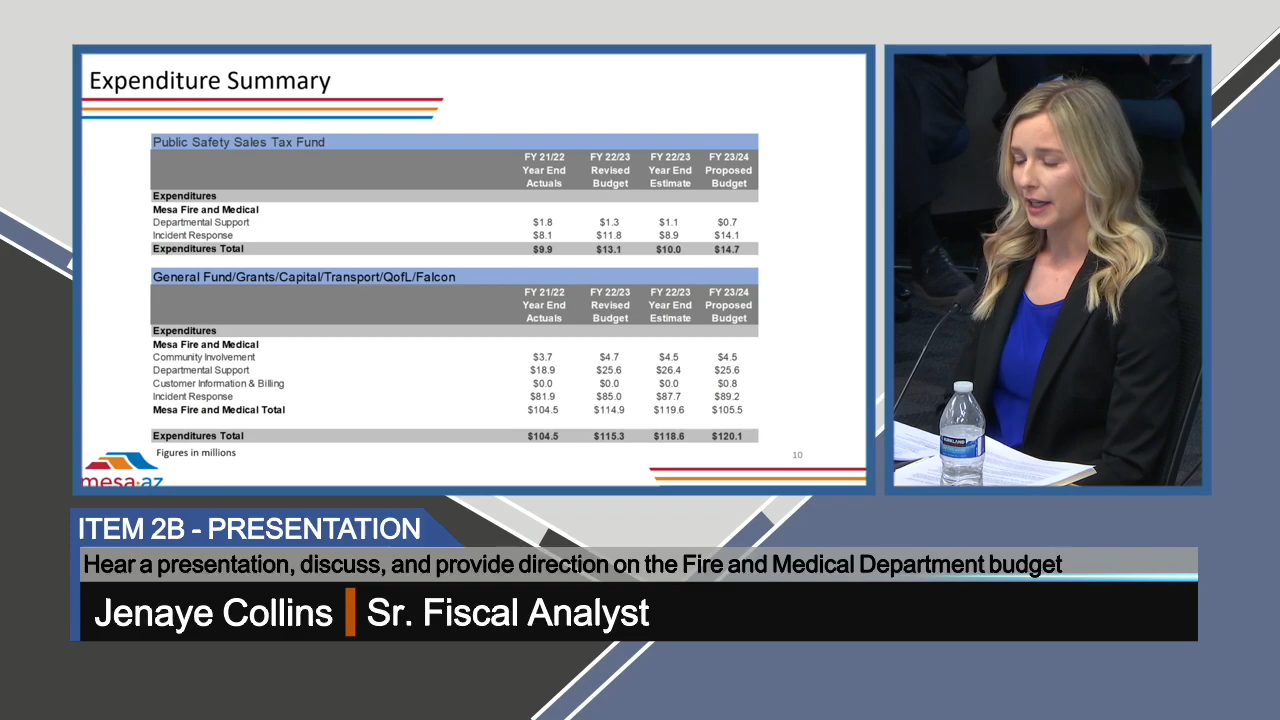 Expenditure Summary
Public Safety Sales Tax Fund
FY 21/22 FY 22/23 FY 22/23 FY 23/24
Year End Revised Year End Proposed
Actuals Budget Estimate Budget
Expenditures
Mesa Fire and Medical
Departmental Support $1.8 $1.3 $1.1 $0.7
Incident Response $8.1 $11.8 $8.9 $14.1
Expenditures Total $9.9 $13.1 $10.0 $14.7
General Fund/Grants/Capital/Transport/QofL/Falcon
FY 21/22 FY 22/23 FY 22/23 FY 23/24
Year End Revised Year End Proposed
Actuals Budget Estimate Budget
Expenditures
Mesa Fire and Medical
Community Involvement $3.7 $4.7 $4.5 $4.5
Departmental Support $18.9 $25.6 $26.4 $25.6
Customer Information & Billing $0.0 $0.0 $0.0 $0.8
Incident Response $81.9 $85.0 $87.7 $89.2
Mesa Fire and Medical Total $104.5 $114.9 $119.6 $105.5
Expenditures Total $104.5 $115.3 $118.6 $120.1
Figures in millions
10
mesa·az
KIRKLAND
ITEM 2B - PRESENTATION
Hear a presentation, discuss, and provide direction on the Fire and Medical Department budget
Jenaye Collins Sr. Fiscal Analyst